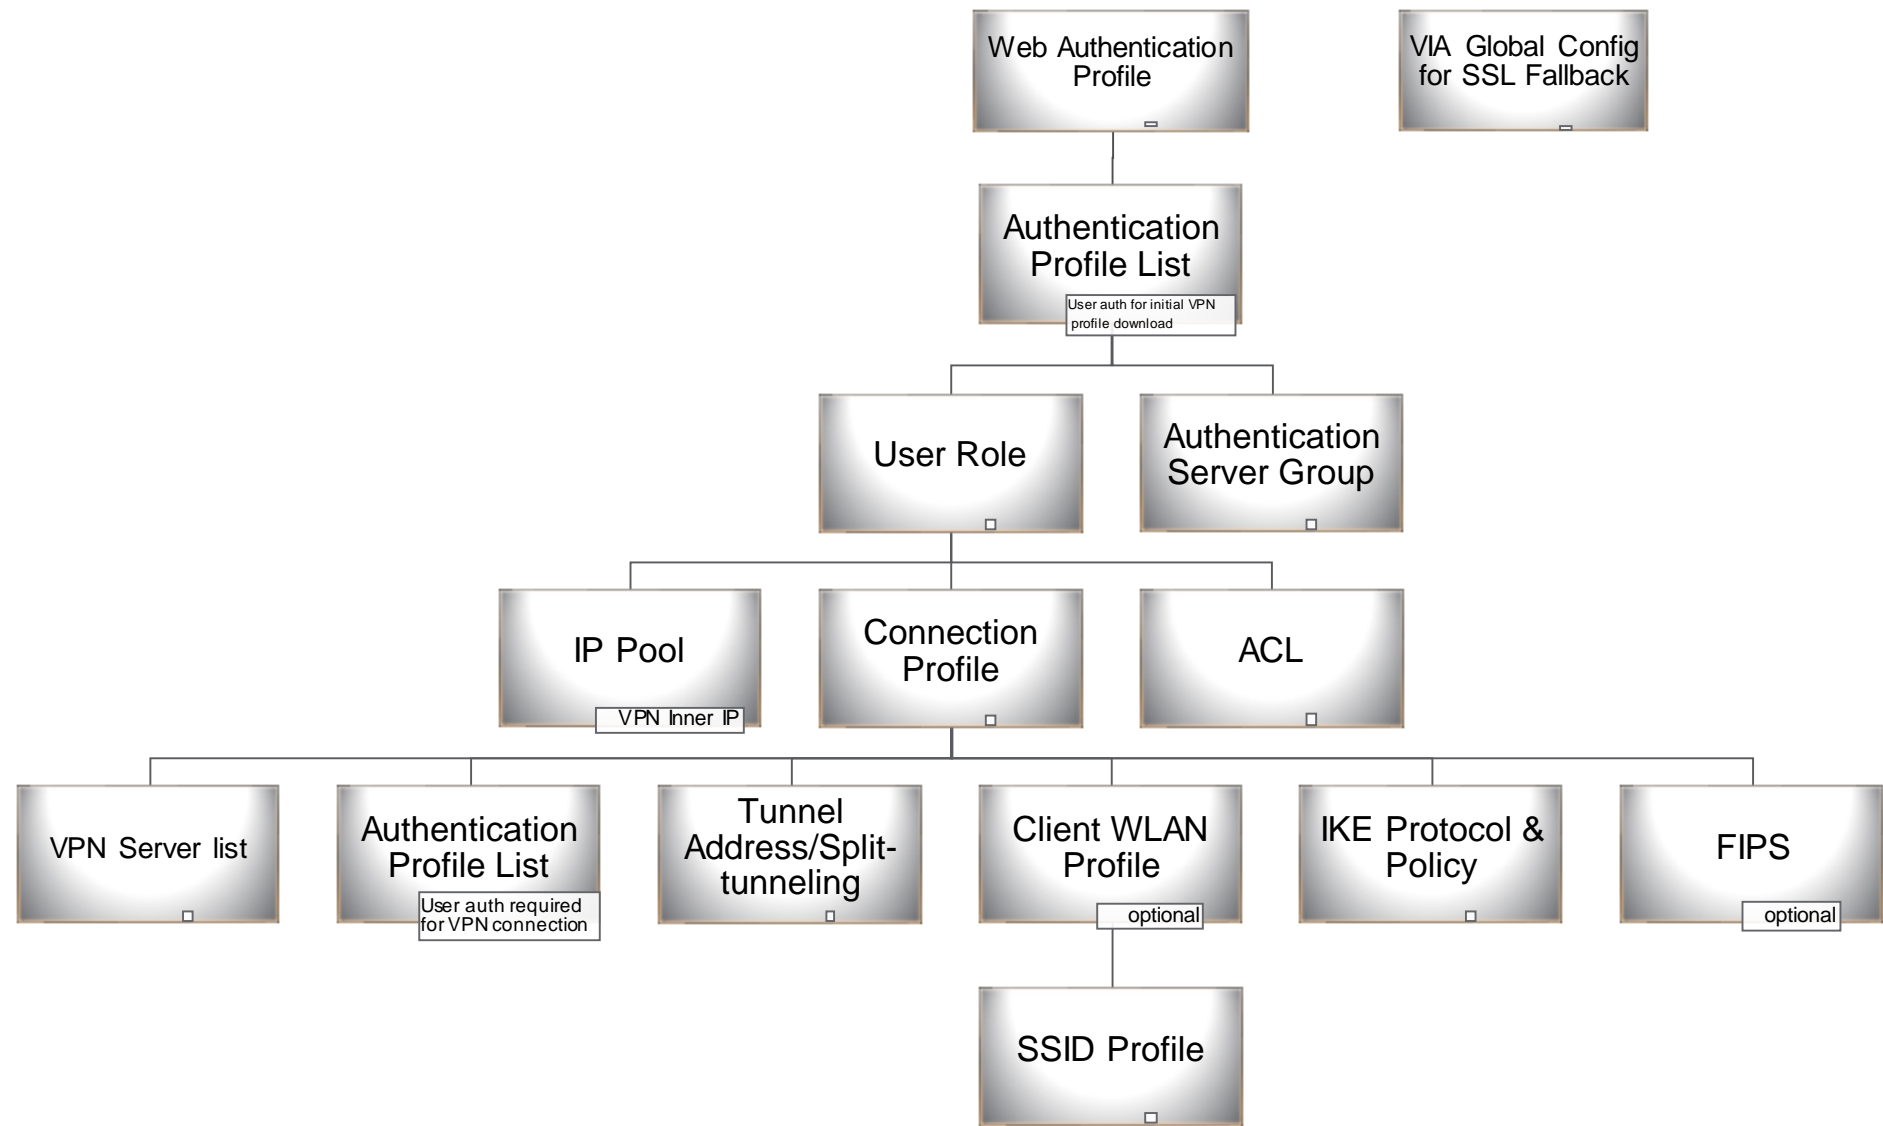 Web Authentication
Profile
VIA Global Config
for SSL Fallback
Authentication
Profile List
User auth for initial VPN
profile download
User Role
Authentication
Server Group
IP Pool
VPN Inner IP
Connection
Profile
ACL
VPN Server list
Authentication
Profile List
User auth required
for VPN connection
Tunnel
Address/Split-
tunneling
Client WLAN
Profile
optional
IKE Protocol &
Policy
FIPS
optional
SSID Profile